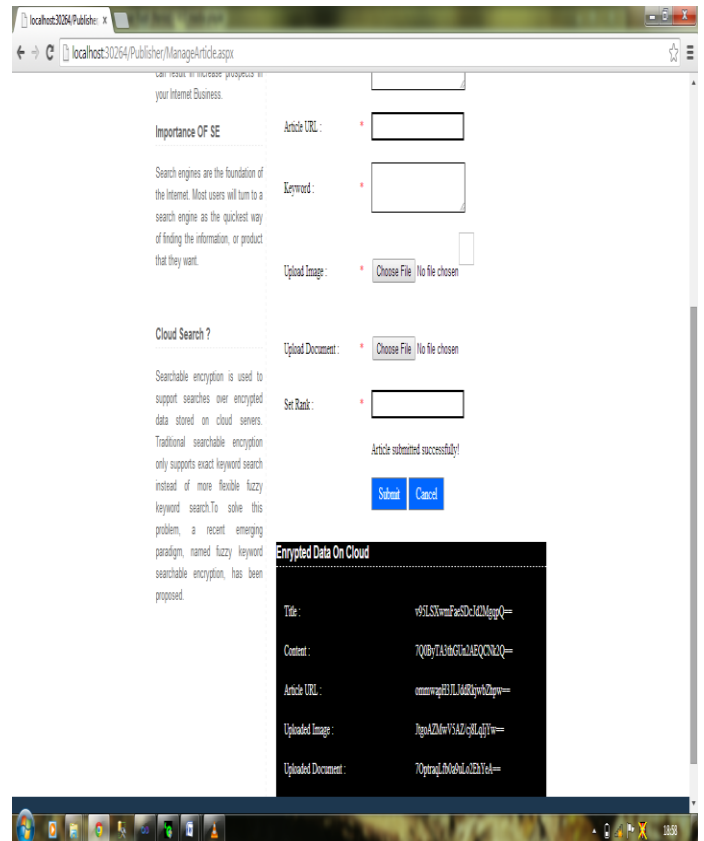 localhost:30264/Publishe
localhost:30264/Publisher/ManageArticle.aspx
can result in increase prospects in
your Internet Business.
Importance OF SE
Search engines are the foundation of
the Internet. Most users will turn to a
search engine as the quickest way
of finding the information, or product
that they want.
Cloud Search ?
Searchable encryption is used to
support searches over encrypted
data stored on cloud servers.
Traditional searchable encryption
only supports exact keyword search
instead of more flexible fuzzy
keyword search.To solve this
problem, a recent emerging
paradigm, named fuzzy keyword
searchable encryption, has been
proposed.
Article URL : *
Keyword : *
Upload Image : * Choose File No file chosen
Upload Document : * Choose File No file chosen
Set Rank : *
Article submitted successfully!
Submit Cancel
Enrypted Data On Cloud
Title :
Content :
Article URL :
Uploaded Image :
Uploaded Document :
18:58